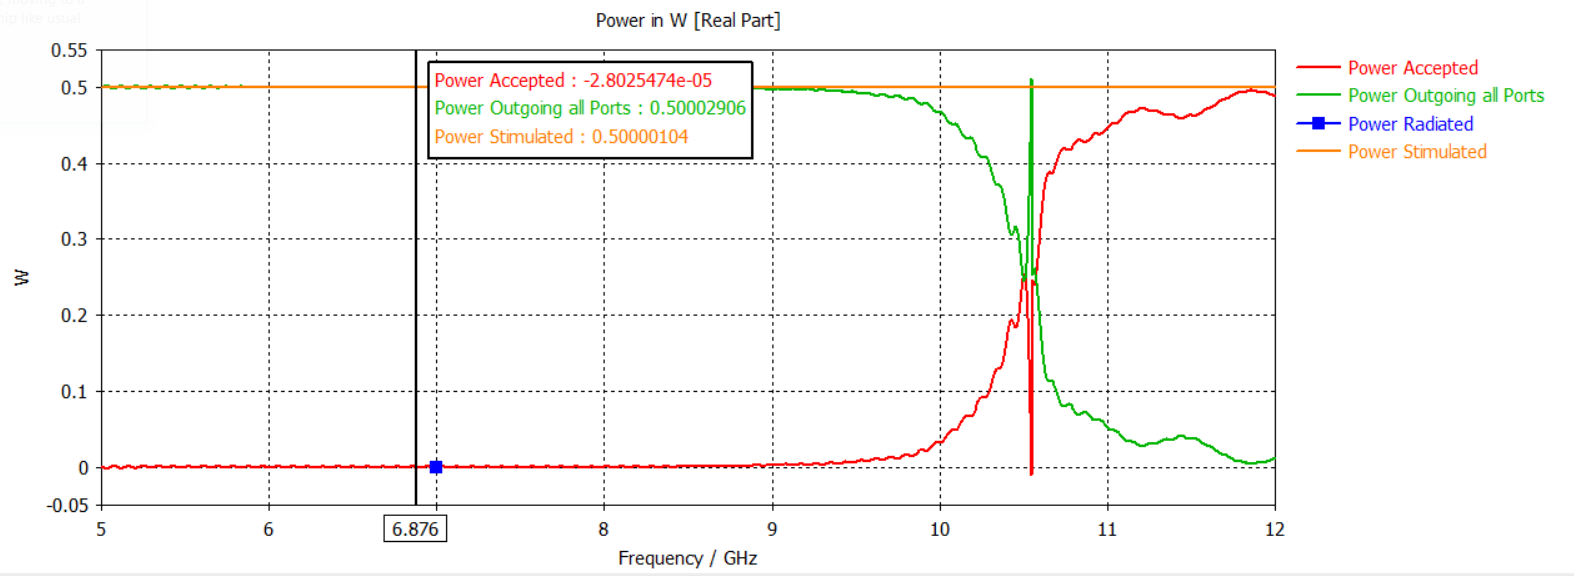 Power in W [Real Part]
0.55
0.5
0.4
0.3
0.2
0.1
0
-0.05
W
Power Accepted : -2.8025474e-05
Power Outgoing all Ports : 0.50002906
Power Stimulated : 0.50000104
Power Accepted
Power Outgoing all Ports
Power Radiated
Power Stimulated
5 6 6.876 8 9 10 11 12
Frequency / GHz